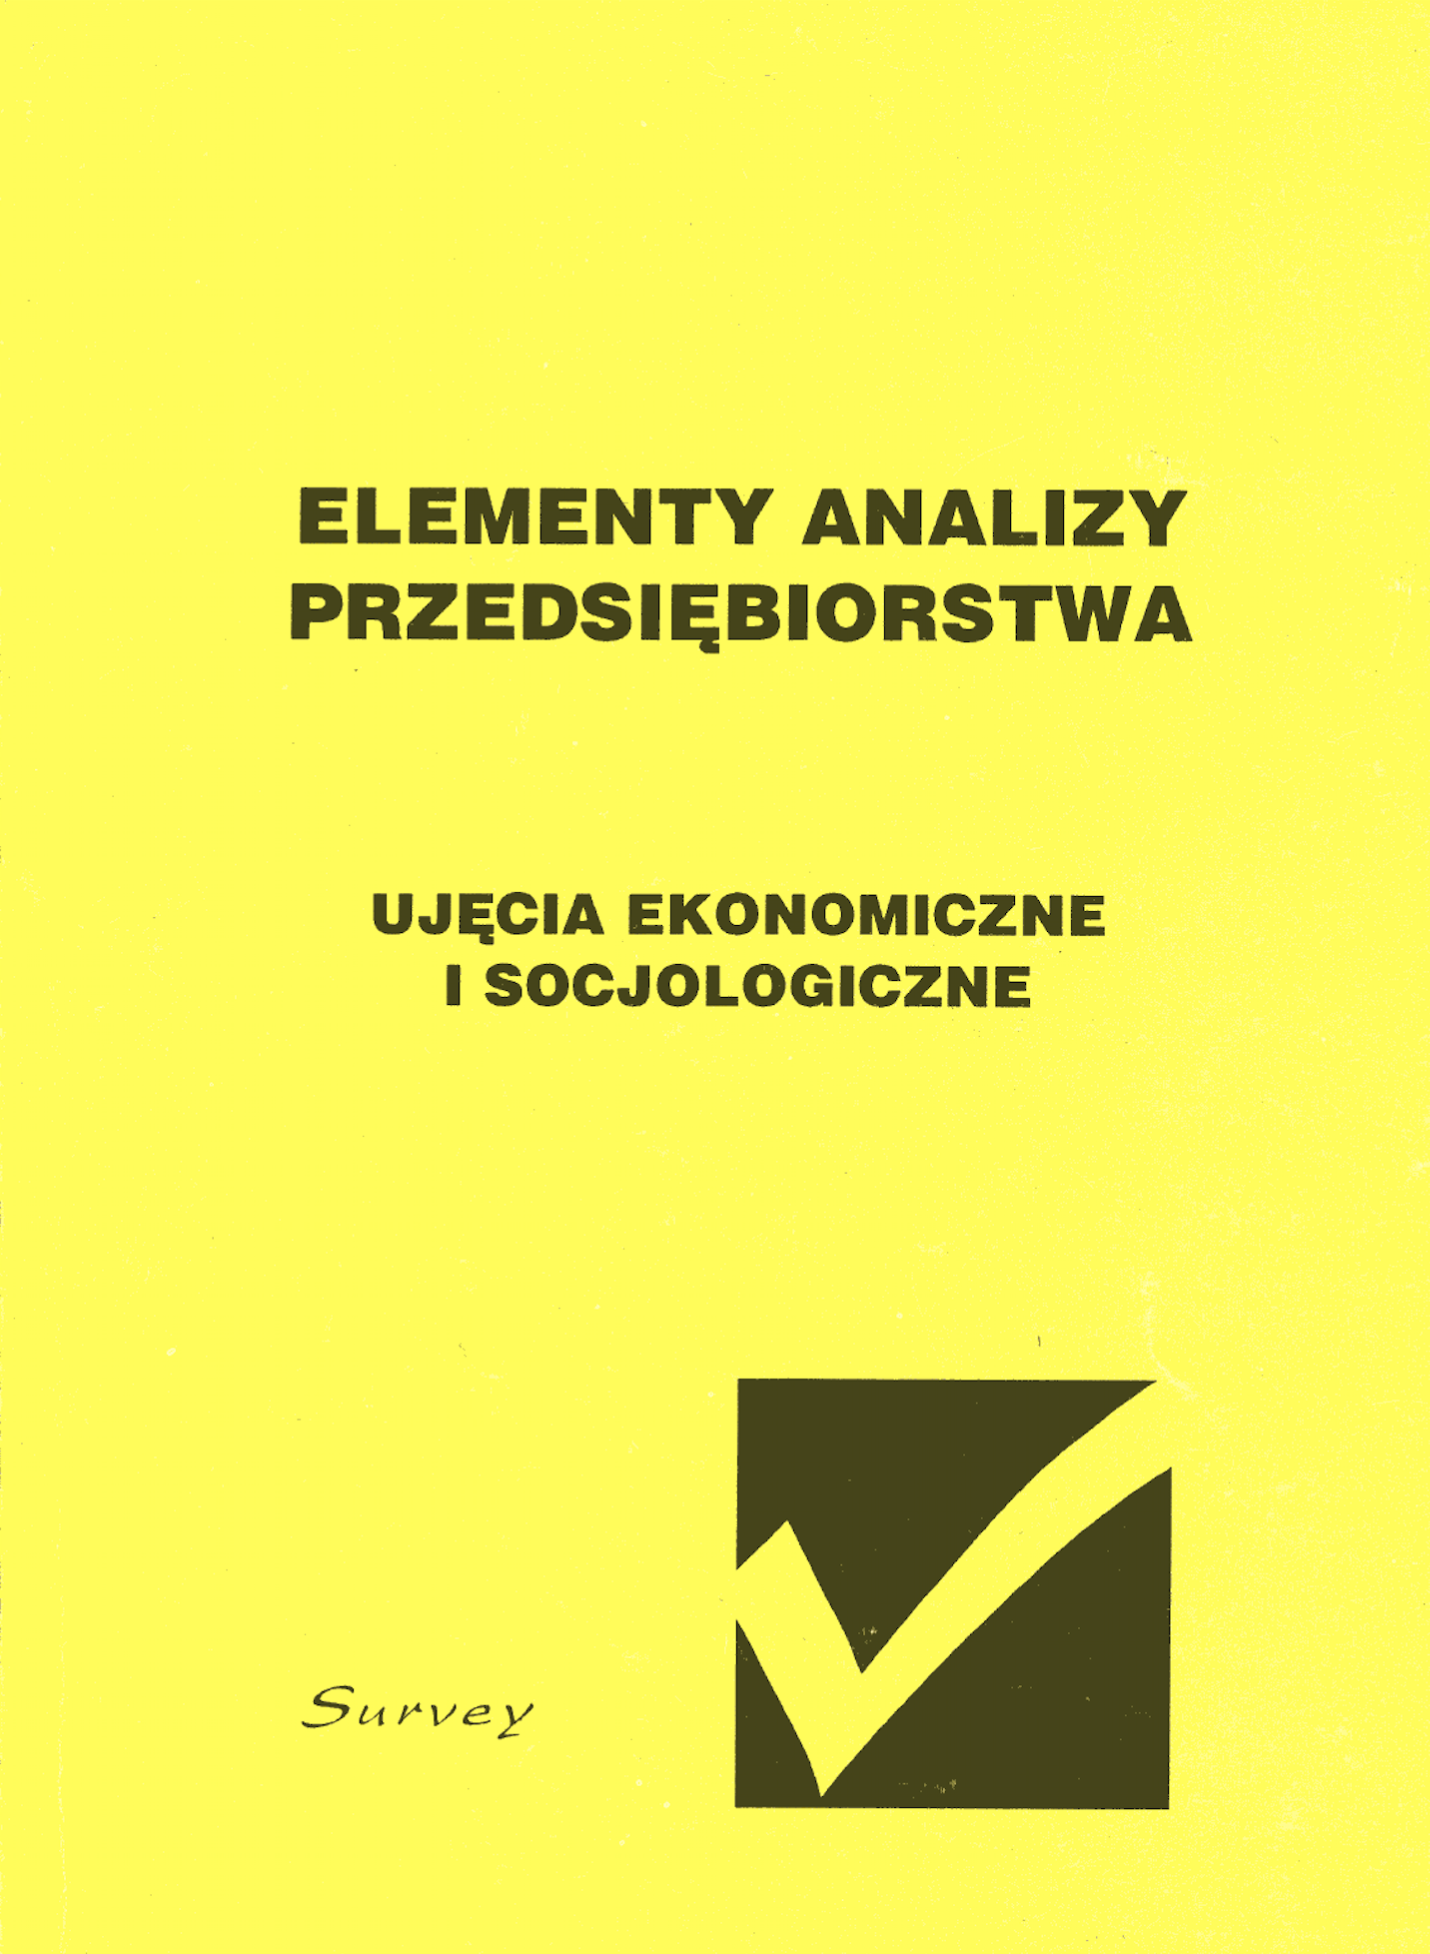 ELEMENTY ANALIZY
PRZEDSIĘBIORSTWA
UJĘCIA EKONOMICZNE
I SOCJOLOGICZNE
Survey